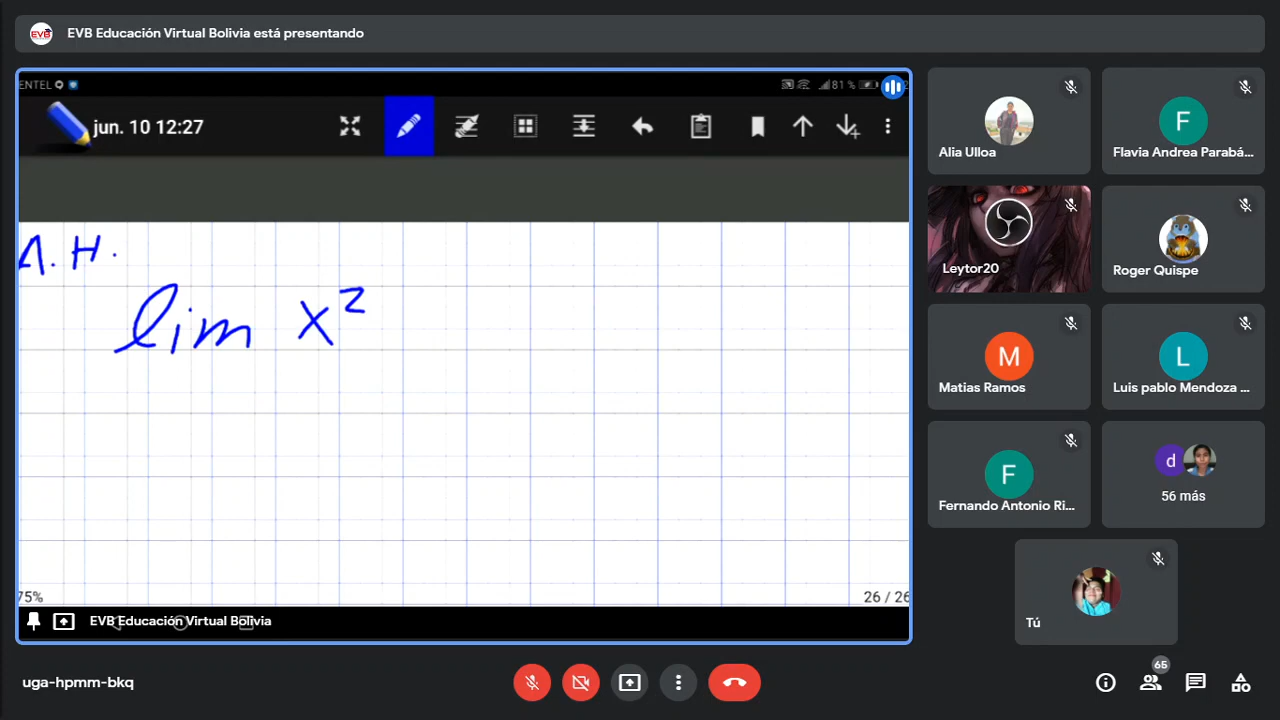 EVB Educación Virtual Bolivia está presentando
ENTEL 81 %
jun. 10 12:27
A. H.
lim x²
75%
26 / 26
EVB Educación Virtual Bolivia
Alia Ulloa
F
Flavia Andrea Parabá...
Leytor20
Roger Quispe
M
Matias Ramos
L
Luis pablo Mendoza ...
F
Fernando Antonio Ri...
d
56 más
Tú
uga-hpmm-bkq
65